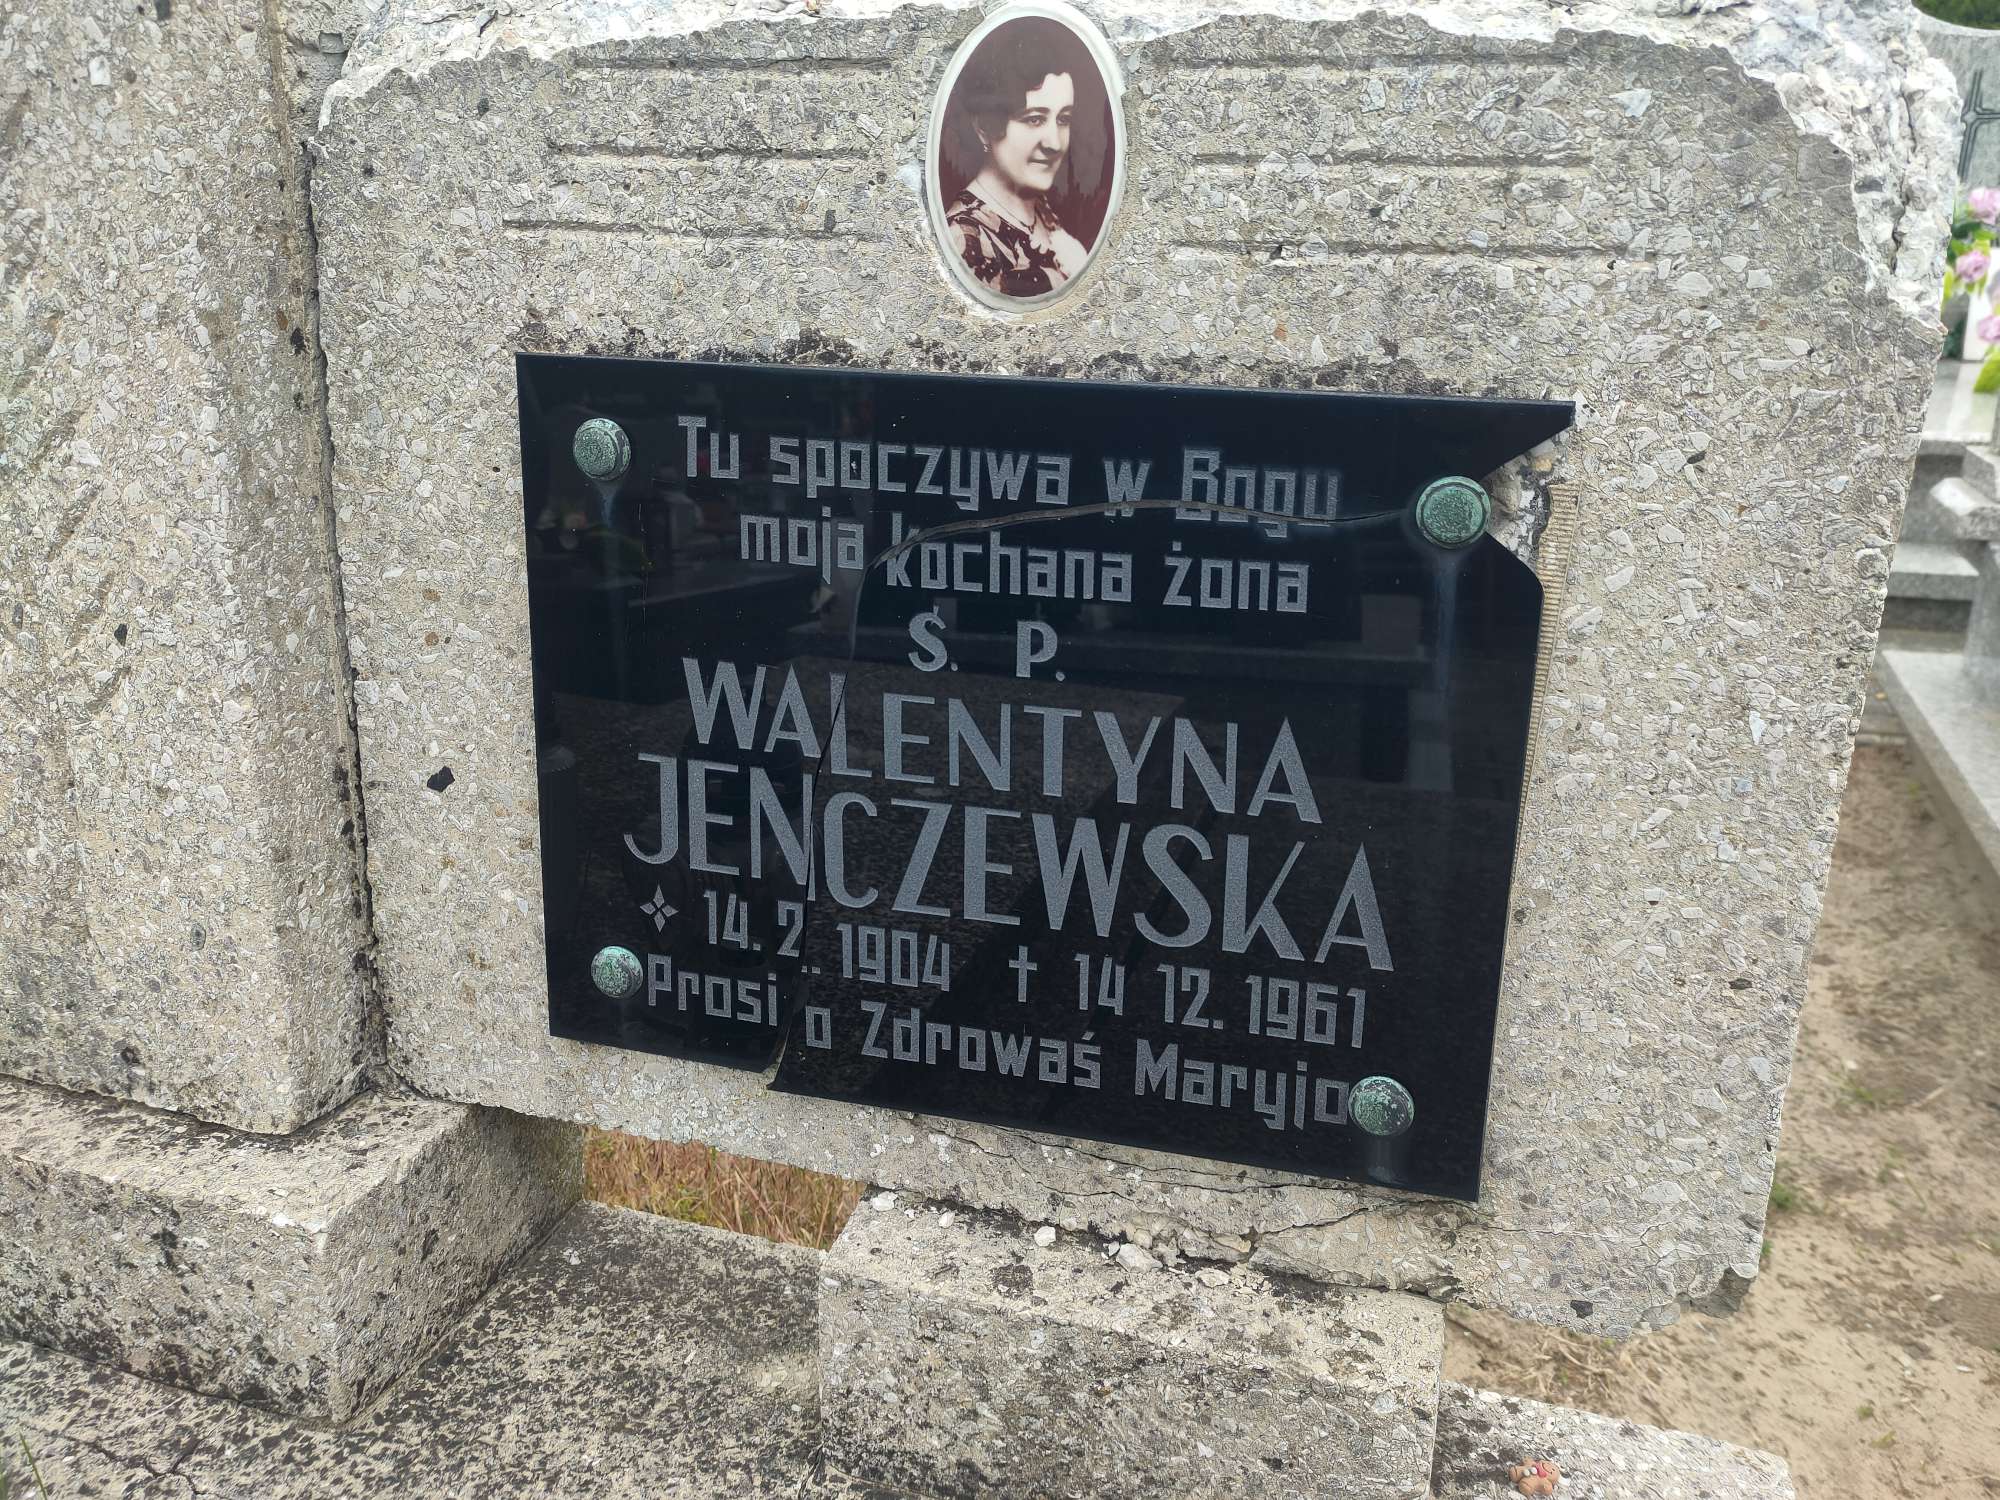 Tu spoczywa w Bogu
moja kochana żona
Ś. P.
WALENTYNA
JENCZEWSKA
14. 2. 1904 † 14 12. 1961
Prosi o Zdrowaś Maryjo